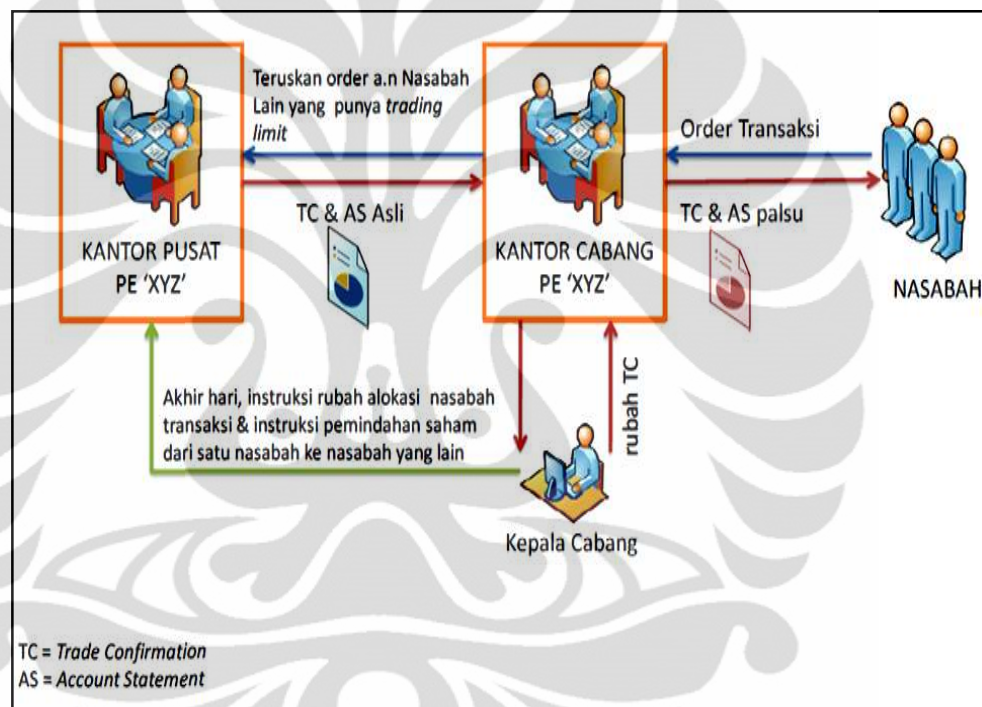 Teruskan order a.n Nasabah
Lain yang punya trading
limit
Order Transaksi
TC & AS Asli
TC & AS palsu
KANTOR PUSAT
PE 'XYZ'
KANTOR CABANG
PE 'XYZ'
NASABAH
Akhir hari, instruksi rubah alokasi nasabah
transaksi & instruksi pemindahan saham
dari satu nasabah ke nasabah yang lain
rubah TC
Kepala Cabang
TC = Trade Confirmation
AS = Account Statement